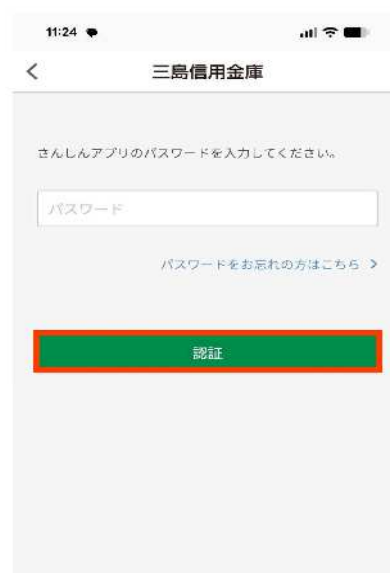 11:24
三島信用金庫
さんしんアプリのパスワードを入力してください。
パスワード
パスワードをお忘れの方はこちら >
認証